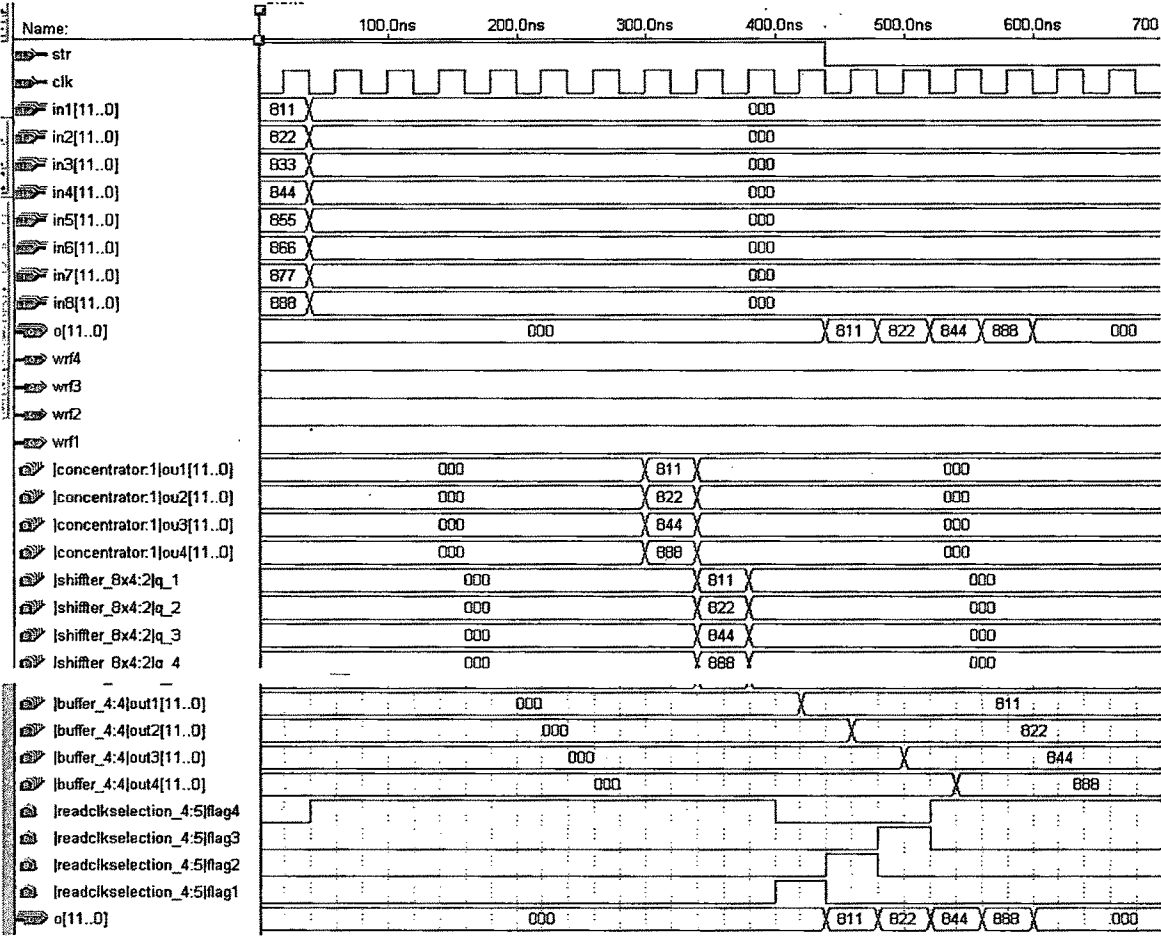 Name: 100.0ns 200.0ns 300.0ns 400.0ns 500.0ns 600.0ns 700
str
clk
in1[11..0] 811 000
in2[11..0] 822 000
in3[11..0] 833 000
in4[11..0] 844 000
in5[11..0] 855 000
in6[11..0] 866 000
in7[11..0] 877 000
in8[11..0] 888 000
o[11..0] 000 811 822 844 888 000
wrf4
wrf3
wrf2
wrf1
|concentrator:1|ou1[11..0] 000 811 000
|concentrator:1|ou2[11..0] 000 822 000
|concentrator:1|ou3[11..0] 000 844 000
|concentrator:1|ou4[11..0] 000 888 000
|shiffter_8x4:2|q_1 000 811 000
|shiffter_8x4:2|q_2 000 822 000
|shiffter_8x4:2|q_3 000 844 000
|shiffter_8x4:2|q_4 000 888 000
|buffer_4:4|out1[11..0] 000 811
|buffer_4:4|out2[11..0] 000 822
|buffer_4:4|out3[11..0] 000 844
|buffer_4:4|out4[11..0] 000 888
|readclkselection_4:5|flag4
|readclkselection_4:5|flag3
|readclkselection_4:5|flag2
|readclkselection_4:5|flag1
o[11..0] 000 811 822 844 888 000